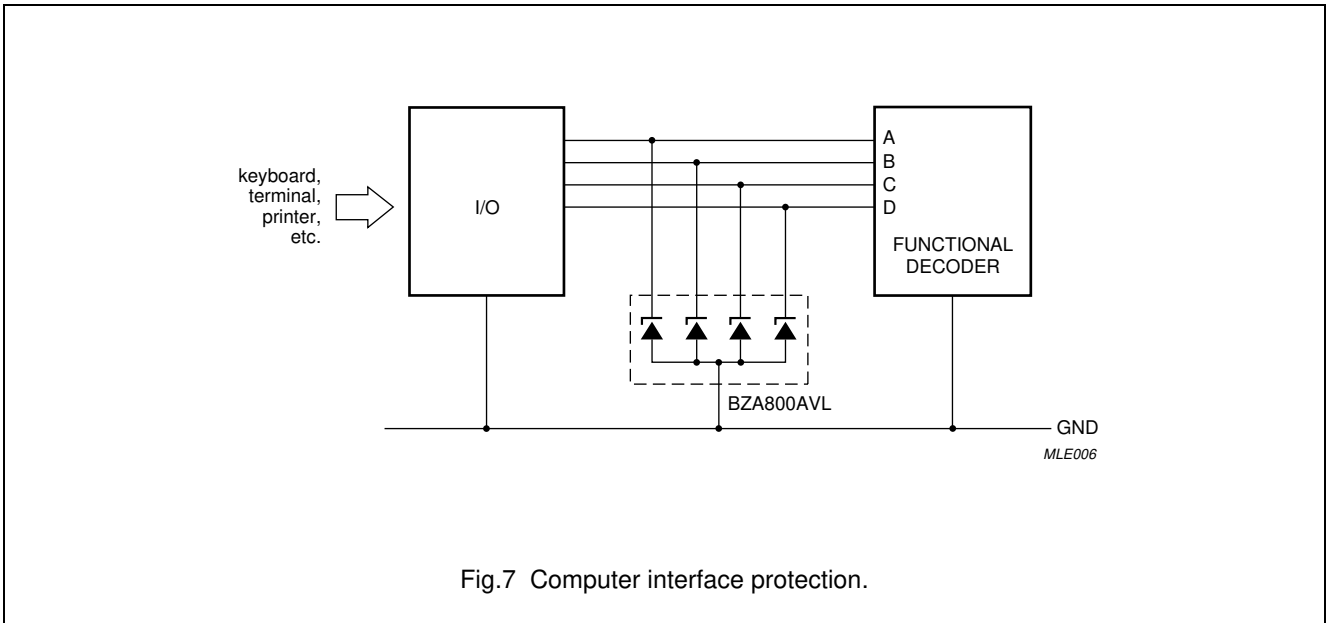 keyboard,
terminal,
printer,
etc.
I/O
A
B
C
D
FUNCTIONAL
DECODER
BZA800AVL
GND
MLE006
Fig.7 Computer interface protection.